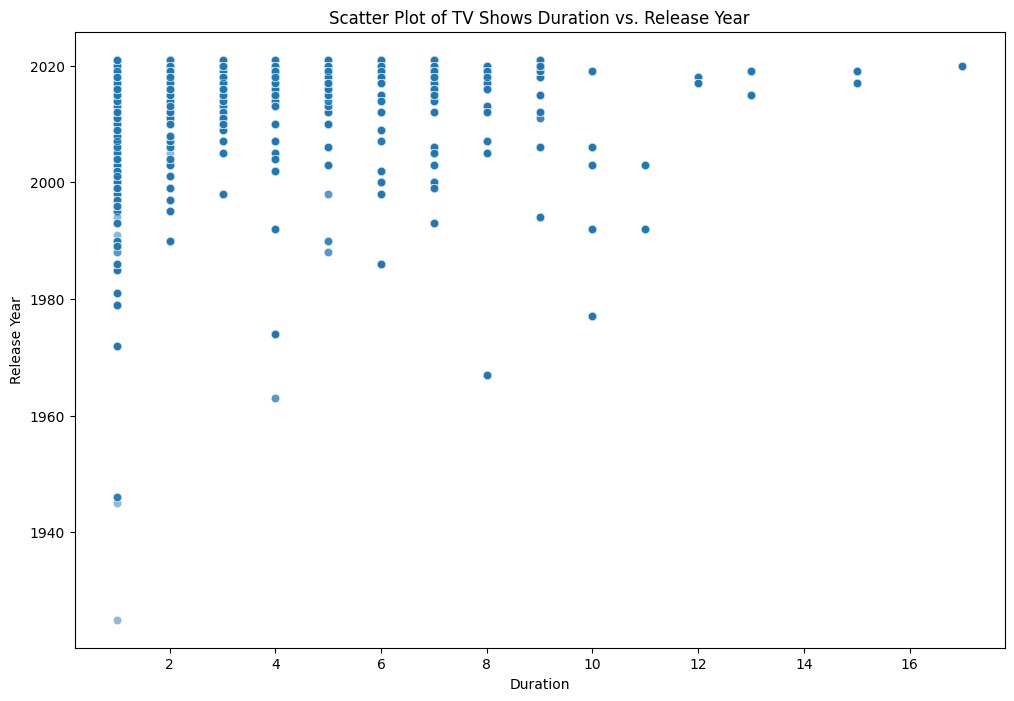 Scatter Plot of TV Shows Duration vs. Release Year
Release Year
2020
2000
1980
1960
1940
2 4 6 8 10 12 14 16
Duration